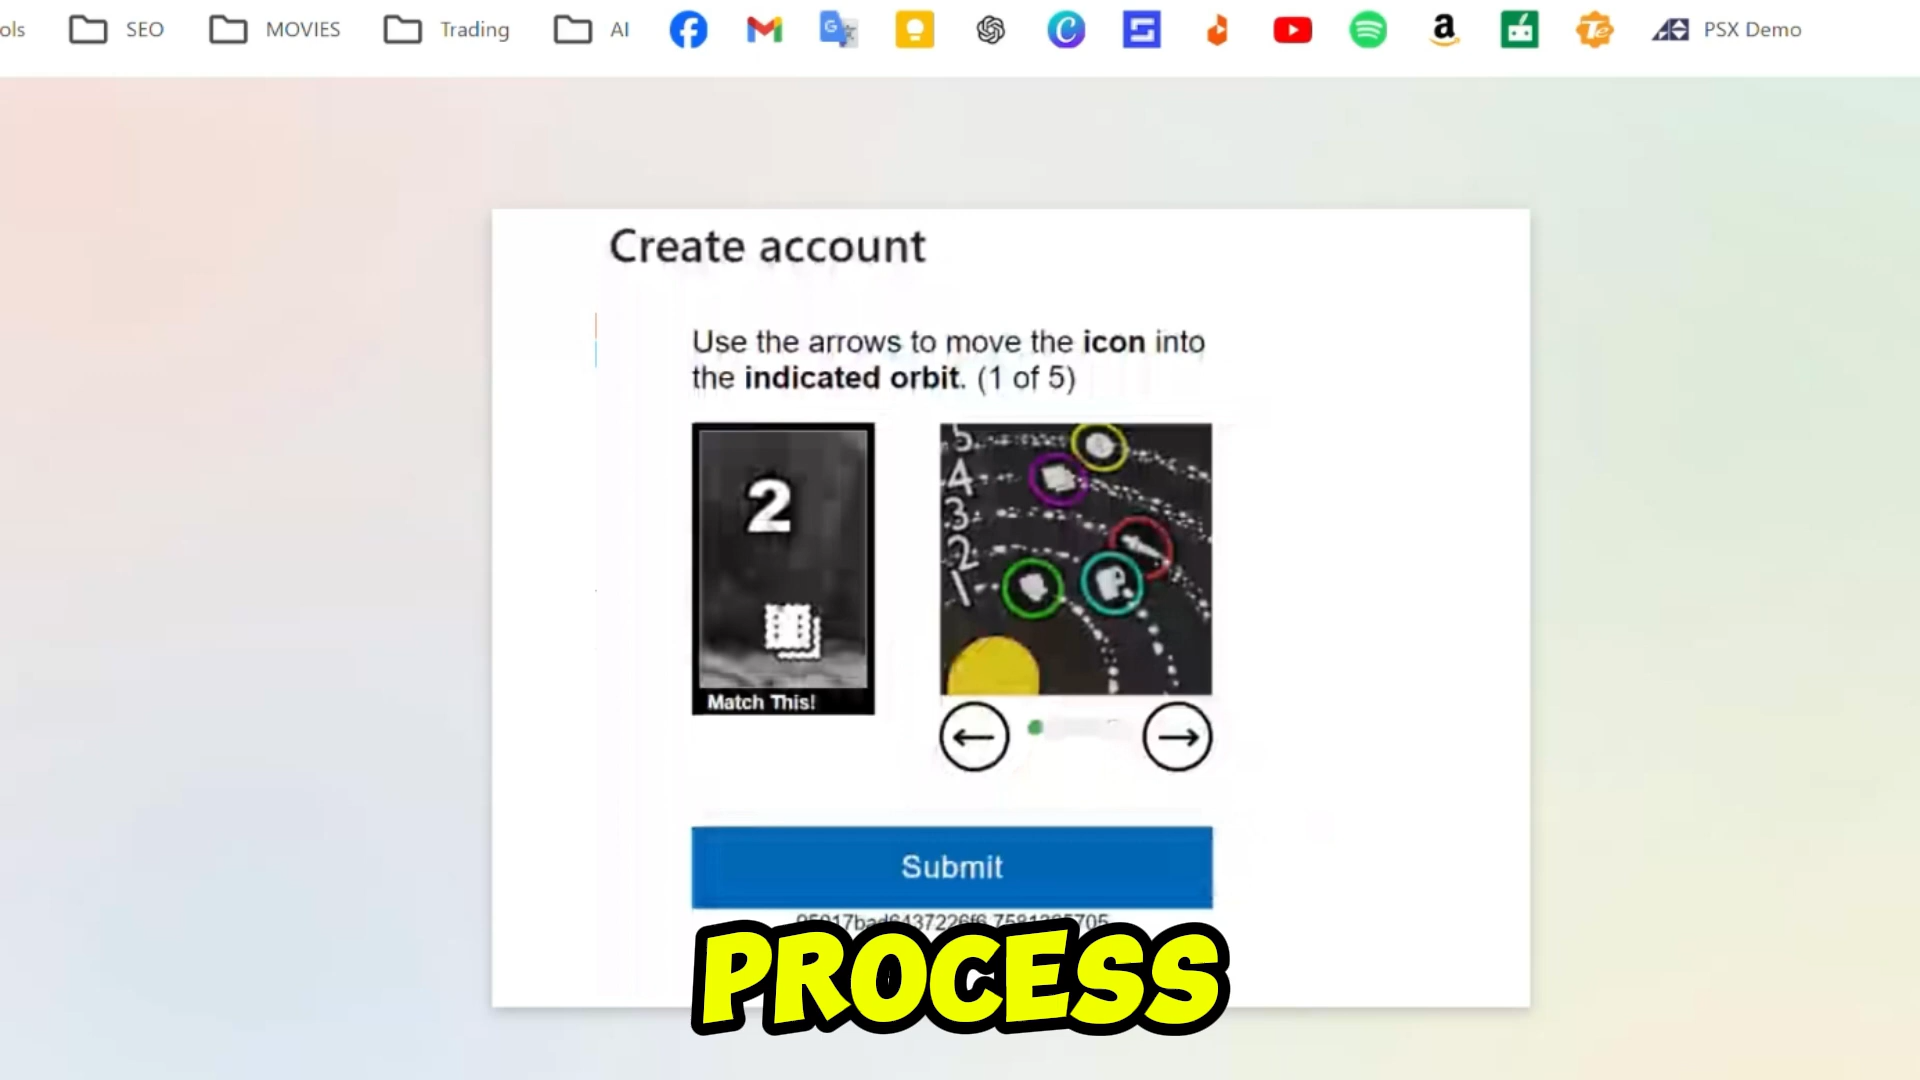 ols SEO MOVIES Trading AI PSX Demo
Create account
Use the arrows to move the icon into
the indicated orbit. (1 of 5)
2
Match This!
5
4
3
2
1
Submit
PROCESS